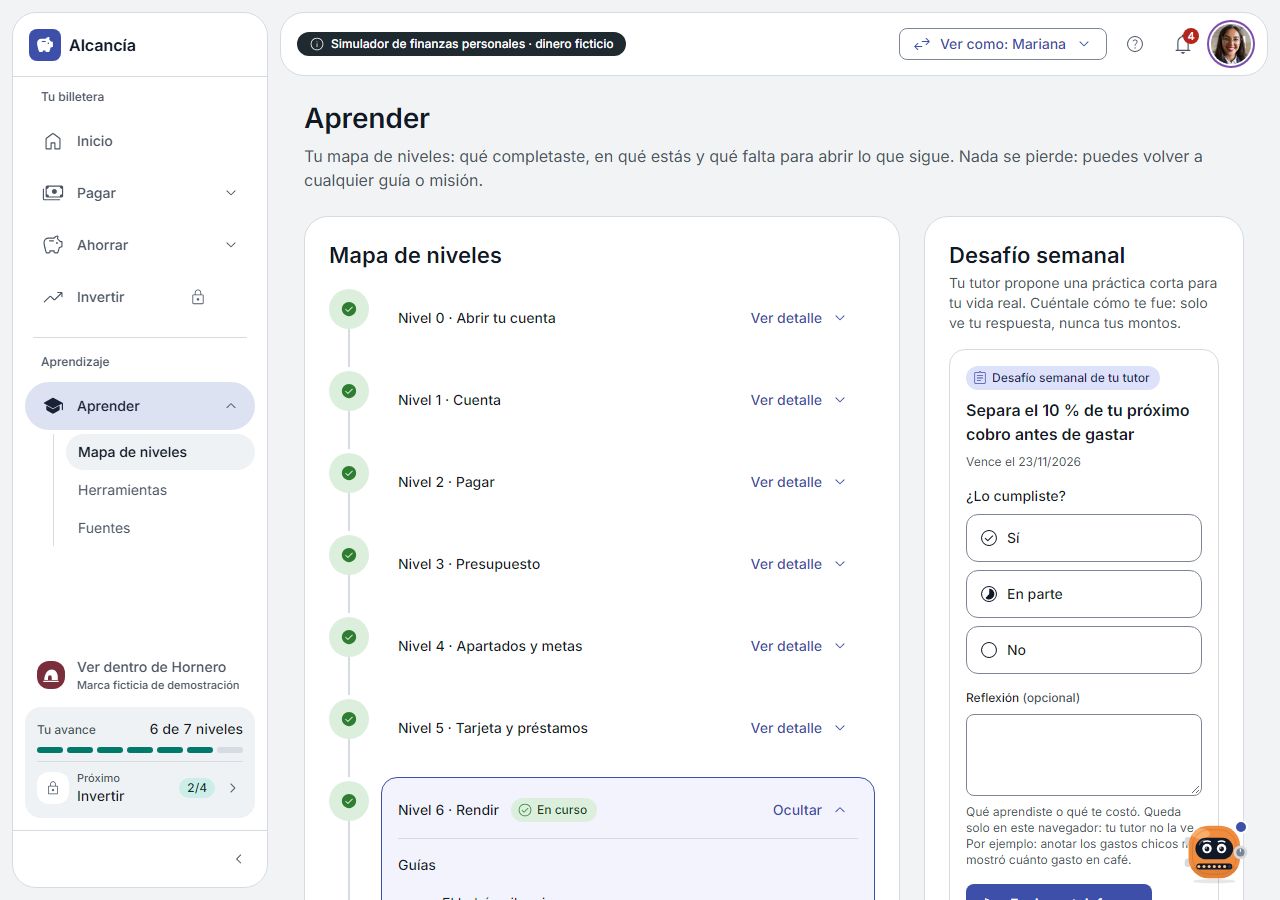 Alcancía
Tu billetera
Inicio
Pagar
Ahorrar
Invertir
Aprendizaje
Aprender
Mapa de niveles
Herramientas
Fuentes
Ver dentro de Hornero
Marca ficticia de demostración
Tu avance
6 de 7 niveles
Próximo
Invertir
2/4
Simulador de finanzas personales · dinero ficticio
Ver como: Mariana
4
Aprender
Tu mapa de niveles: qué completaste, en qué estás y qué falta para abrir lo que sigue. Nada se pierde: puedes volver a
cualquier guía o misión.
Mapa de niveles
Nivel 0 · Abrir tu cuenta
Ver detalle
Nivel 1 · Cuenta
Ver detalle
Nivel 2 · Pagar
Ver detalle
Nivel 3 · Presupuesto
Ver detalle
Nivel 4 · Apartados y metas
Ver detalle
Nivel 5 · Tarjeta y préstamos
Ver detalle
Nivel 6 · Rendir
En curso
Ocultar
Guías
Desafío semanal
Tu tutor propone una práctica corta para
tu vida real. Cuéntale cómo te fue: solo
ve tu respuesta, nunca tus montos.
Desafío semanal de tu tutor
Separa el 10 % de tu próximo
cobro antes de gastar
Vence el 23/11/2026
¿Lo cumpliste?
Sí
En parte
No
Reflexión (opcional)
Qué aprendiste o qué te costó. Queda
solo en este navegador: tu tutor no la ve.
Por ejemplo: anotar los gastos chicos
mostró cuánto gasto en café.